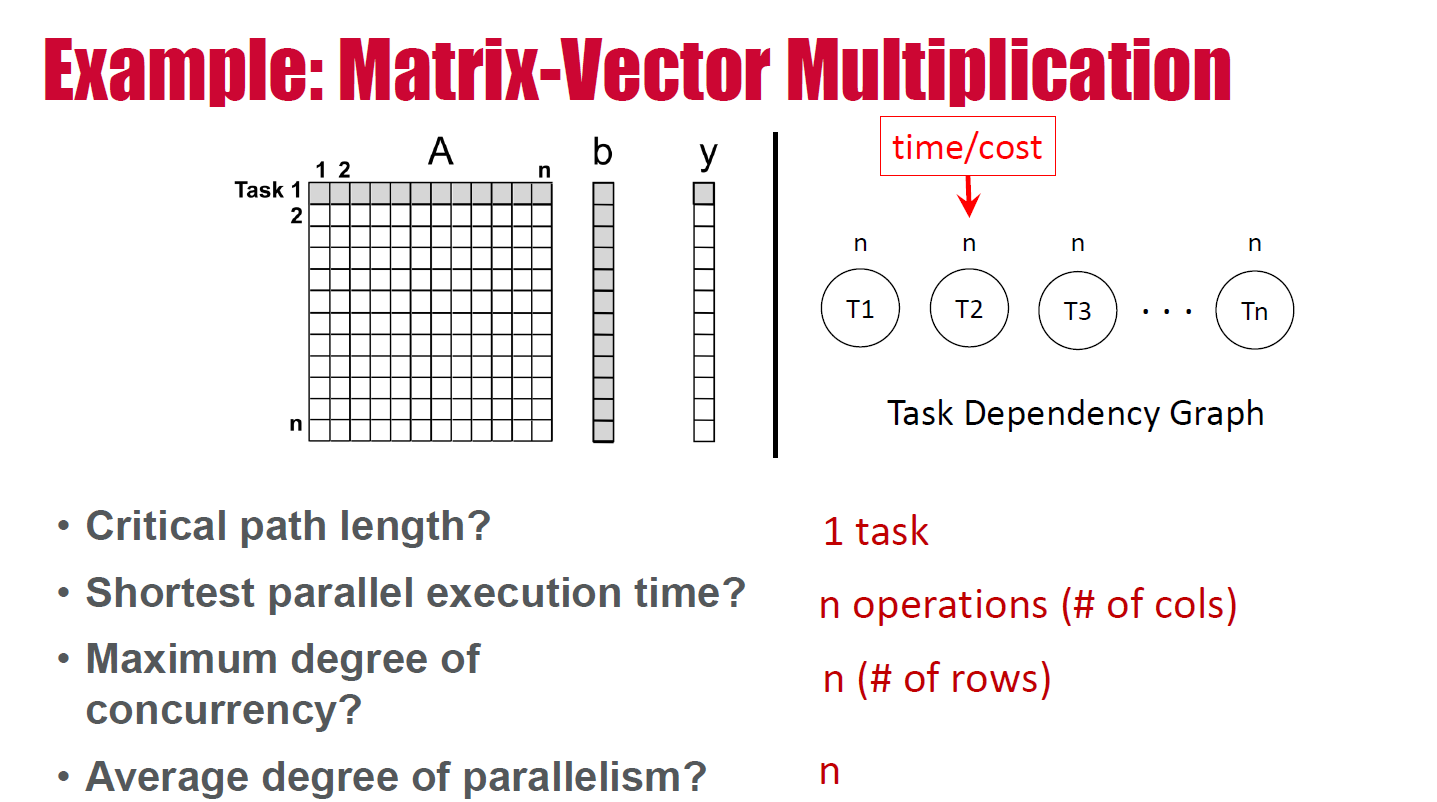 Example: Matrix-Vector Multiplication
A
b
y
1 2 n
Task 1
2
n
time/cost
n n n n
T1 T2 T3 . . . Tn
Task Dependency Graph
• Critical path length?
1 task
• Shortest parallel execution time?
n operations (# of cols)
• Maximum degree of
concurrency?
n (# of rows)
• Average degree of parallelism?
n